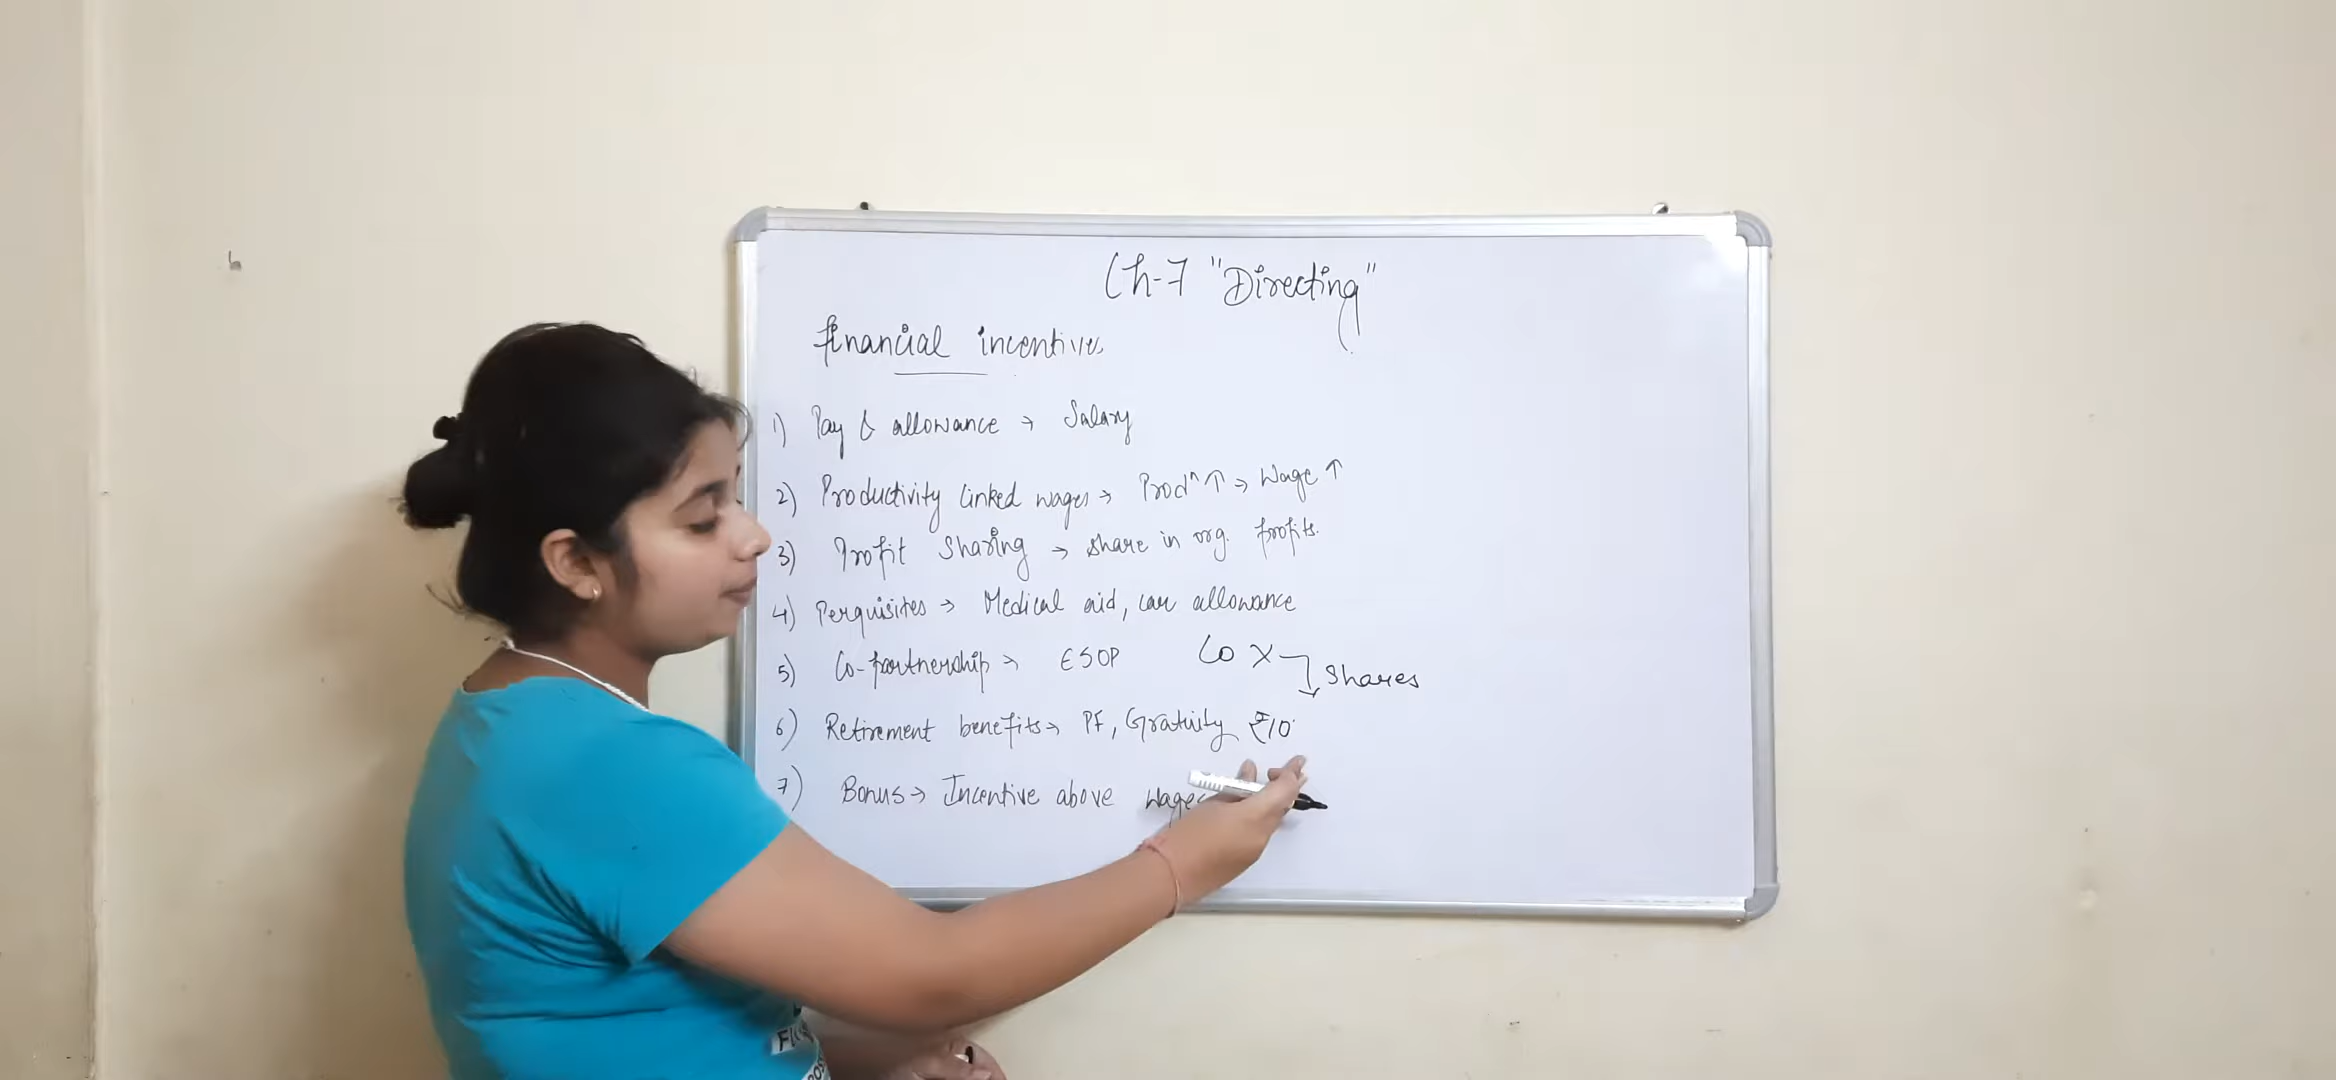 Ch-7 "Directing"
financial incentives
1) Pay & allowance → Salary
2) Productivity linked wages → Prodⁿ ↑ → Wage ↑
3) Profit Sharing → share in org. profits.
4) Perquisites → Medical aid, car allowance
5) Co-partnership → ESOP Co X
Shares
6) Retirement benefits → PF, Gratuity ₹10
7) Bonus → Incentive above wages